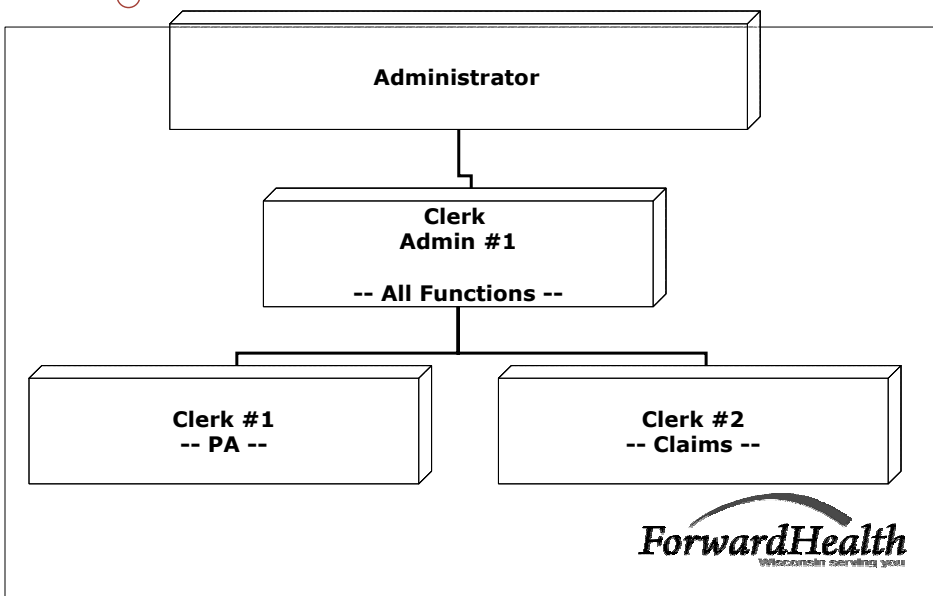 Administrator
Clerk
Admin #1
-- All Functions --
Clerk #1
-- PA --
Clerk #2
-- Claims --
ForwardHealth
Wisconsin serving you